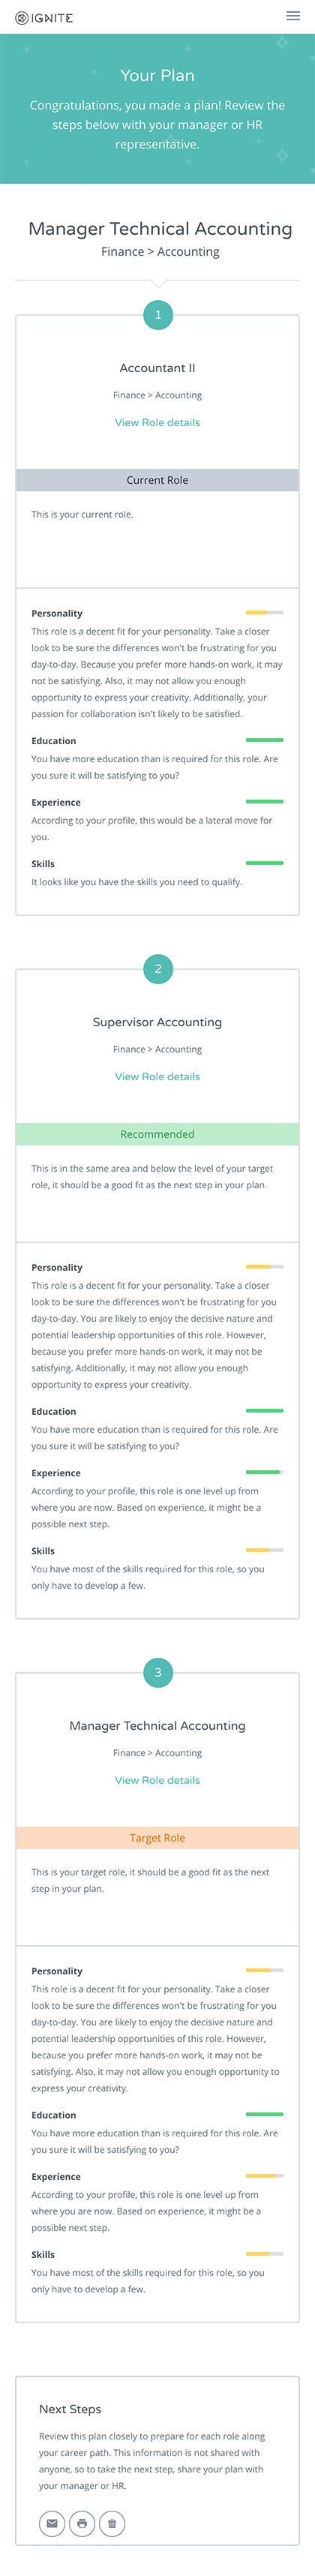 IGNITE
Your Plan
Congratulations, you made a plan! Review the
steps below with your manager or HR
representative.
Manager Technical Accounting
Finance > Accounting
1
Accountant II
Finance > Accounting
View Role details
Current Role
This is your current role.
Personality
This role is a decent fit for your personality. Take a closer
look to be sure the differences won't be frustrating for you
day-to-day. Because you prefer more hands-on work, it may
not be satisfying. Also, it may not allow you enough
opportunity to express your creativity. Additionally, your
passion for collaboration isn't likely to be satisfied.
Education
You have more education than is required for this role. Are
you sure it will be satisfying to you?
Experience
According to your profile, this would be a lateral move for
you.
Skills
It looks like you have the skills you need to qualify.
2
Supervisor Accounting
Finance > Accounting
View Role details
Recommended
This is in the same area and below the level of your target
role, it should be a good fit as the next step in your plan.
Personality
This role is a decent fit for your personality. Take a closer
look to be sure the differences won't be frustrating for you
day-to-day. You are likely to enjoy the decisive nature and
potential leadership opportunities of this role. However,
because you prefer more hands-on work, it may not be
satisfying. Additionally, it may not allow you enough
opportunity to express your creativity.
Education
You have more education than is required for this role. Are
you sure it will be satisfying to you?
Experience
According to your profile, this role is one level up from
where you are now. Based on experience, it might be a
possible next step.
Skills
You have most of the skills required for this role, so you
only have to develop a few.
3
Manager Technical Accounting
Finance > Accounting
View Role details
Target Role
This is your target role, it should be a good fit as the next
step in your plan.
Personality
This role is a decent fit for your personality. Take a closer
look to be sure the differences won't be frustrating for you
day-to-day. You are likely to enjoy the decisive nature and
potential leadership opportunities of this role. However,
because you prefer more hands-on work, it may not be
satisfying. Also, it may not allow you enough opportunity to
express your creativity.
Education
You have more education than is required for this role. Are
you sure it will be satisfying to you?
Experience
According to your profile, this role is one level up from
where you are now. Based on experience, it might be a
possible next step.
Skills
You have most of the skills required for this role, so you
only have to develop a few.
Next Steps
Review this plan closely to prepare for each role along
your career path. This information is not shared with
anyone, so to take the next step, share your plan with
your manager or HR.